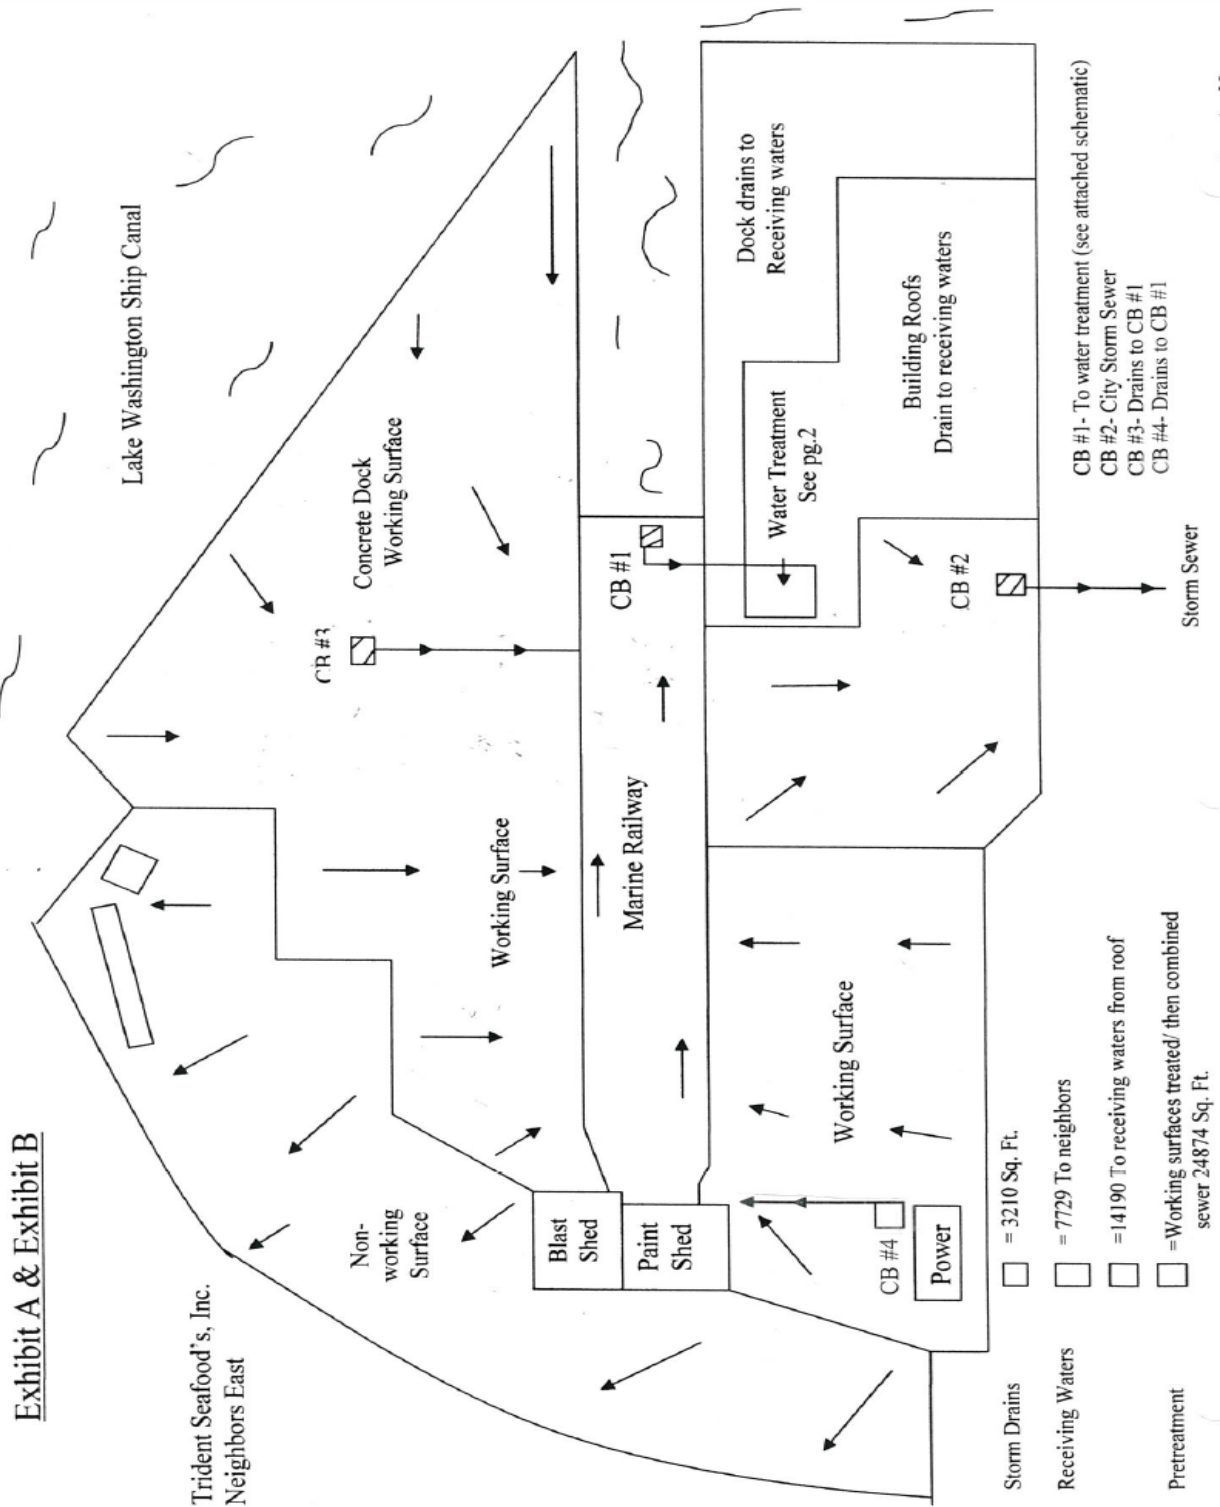 Exhibit A & Exhibit B
Trident Seafood's, Inc.
Neighbors East
Lake Washington Ship Canal
Concrete Dock
Working Surface
CB #3
Working Surface
Non-
working
Surface
Blast
Shed
Paint
Shed
Marine Railway
CB #1
Dock drains to
Receiving waters
Water Treatment
See pg.2
Building Roofs
Drain to receiving waters
CB #2
Storm Sewer
Working Surface
CB #4
Power
CB #1- To water treatment (see attached schematic)
CB #2- City Storm Sewer
CB #3- Drains to CB #1
CB #4- Drains to CB #1
Storm Drains = 3210 Sq. Ft.
Receiving Waters = 7729 To neighbors
=14190 To receiving waters from roof
Pretreatment =Working surfaces treated/ then combined
sewer 24874 Sq. Ft.